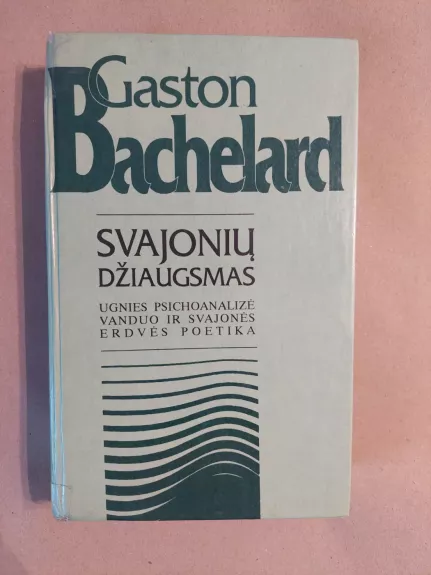 Gaston
Bachelard
SVAJONIŲ
DŽIAUGSMAS
UGNIES PSICHOANALIZĖ
VANDUO IR SVAJONĖS
ERDVĖS POETIKA